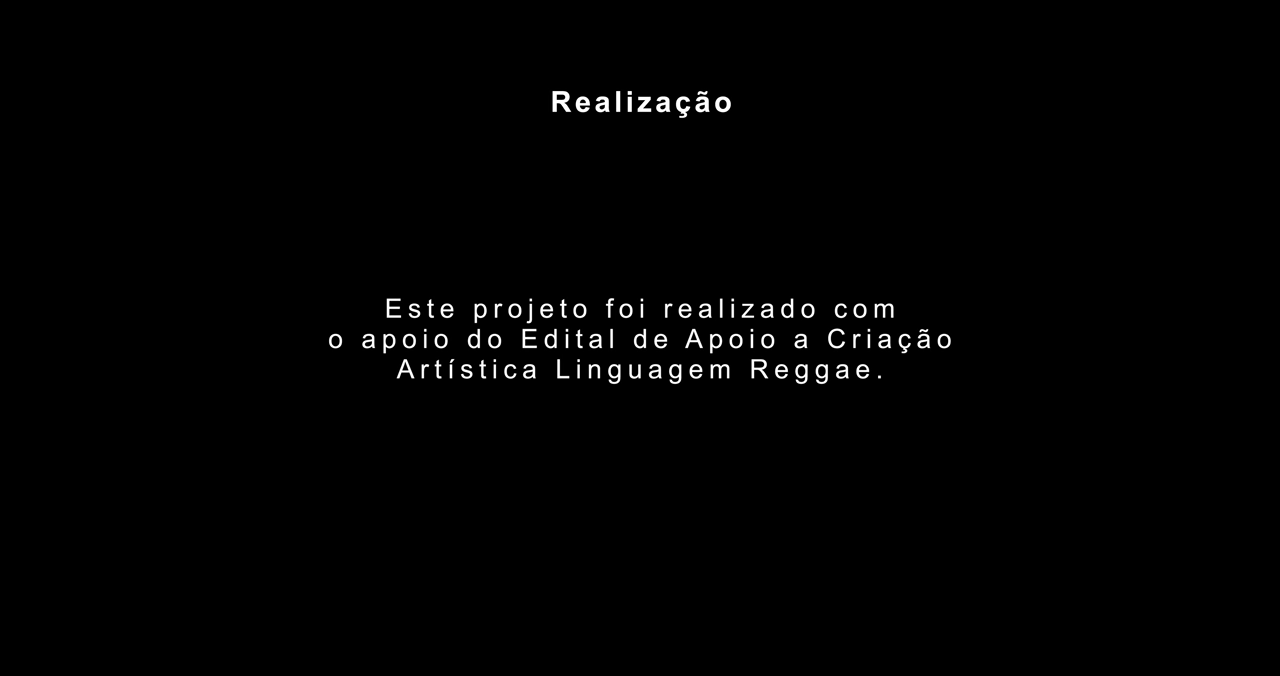 Realização
Este projeto foi realizado com
o apoio do Edital de Apoio a Criação
Artística Linguagem Reggae.